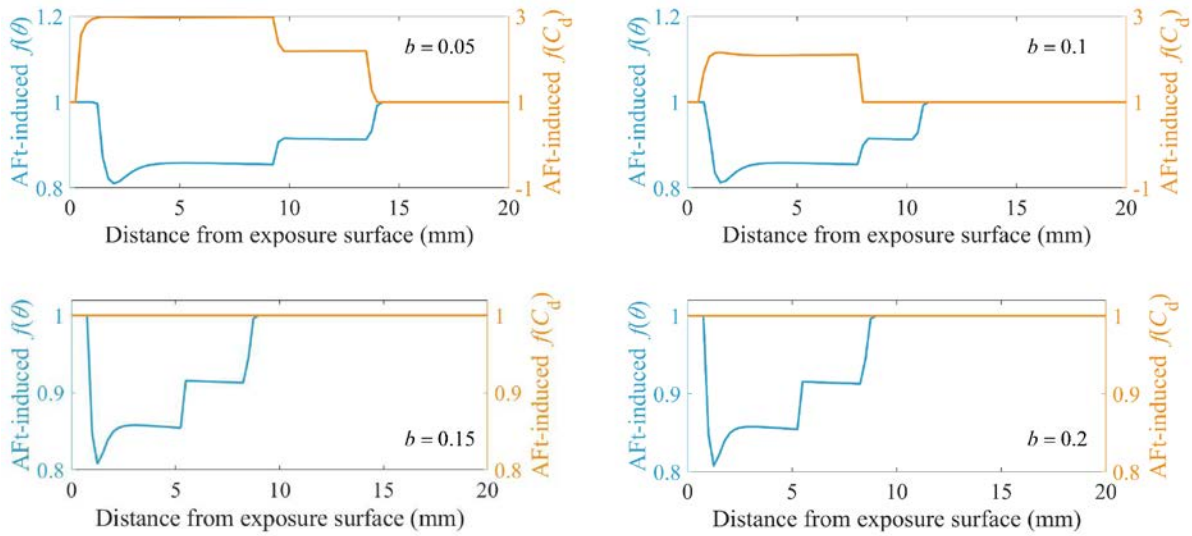 AFt-induced f(θ)
1.2
1
0.8
b = 0.05
3
1
-1
AFt-induced f(C_d)
0 5 10 15 20
Distance from exposure surface (mm)
AFt-induced f(θ)
1.2
1
0.8
b = 0.1
3
1
-1
AFt-induced f(C_d)
0 5 10 15 20
Distance from exposure surface (mm)
AFt-induced f(θ)
1
0.9
0.8
b = 0.15
1
0.9
0.8
AFt-induced f(C_d)
0 5 10 15 20
Distance from exposure surface (mm)
AFt-induced f(θ)
1
0.9
0.8
b = 0.2
1
0.9
0.8
AFt-induced f(C_d)
0 5 10 15 20
Distance from exposure surface (mm)